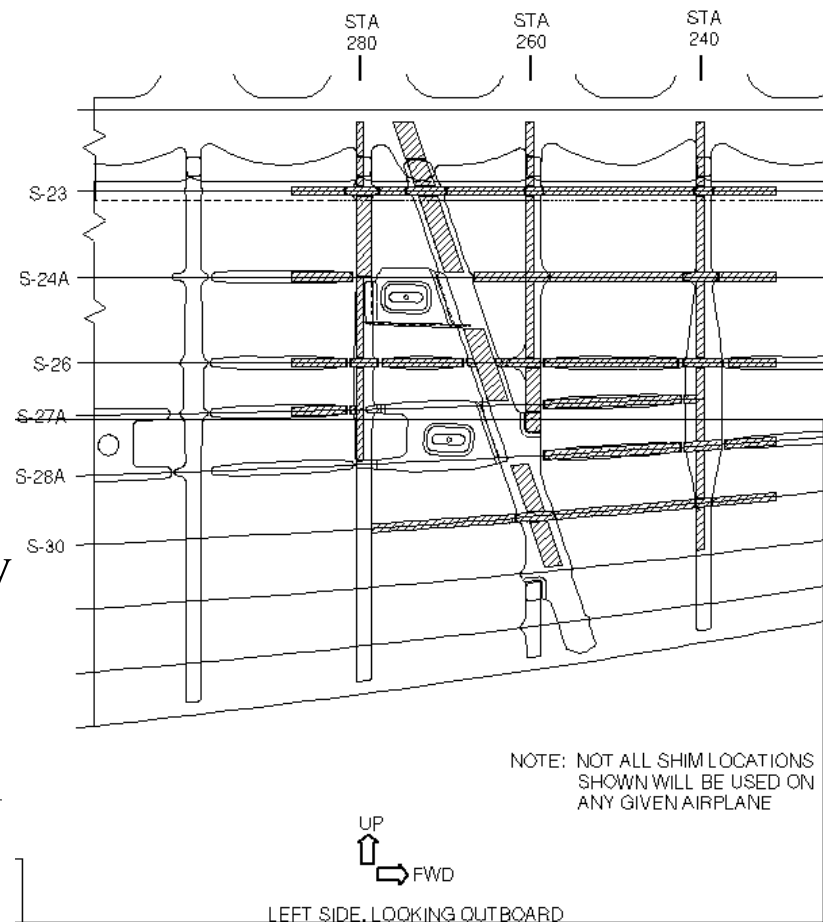 STA
280
STA
260
STA
240
S-23
S-24A
S-26
S-27A
S-28A
S-30
NOTE: NOT ALL SHIM LOCATIONS
SHOWN WILL BE USED ON
ANY GIVEN AIRPLANE
UP
FWD
LEFT SIDE, LOOKING OUTBOARD